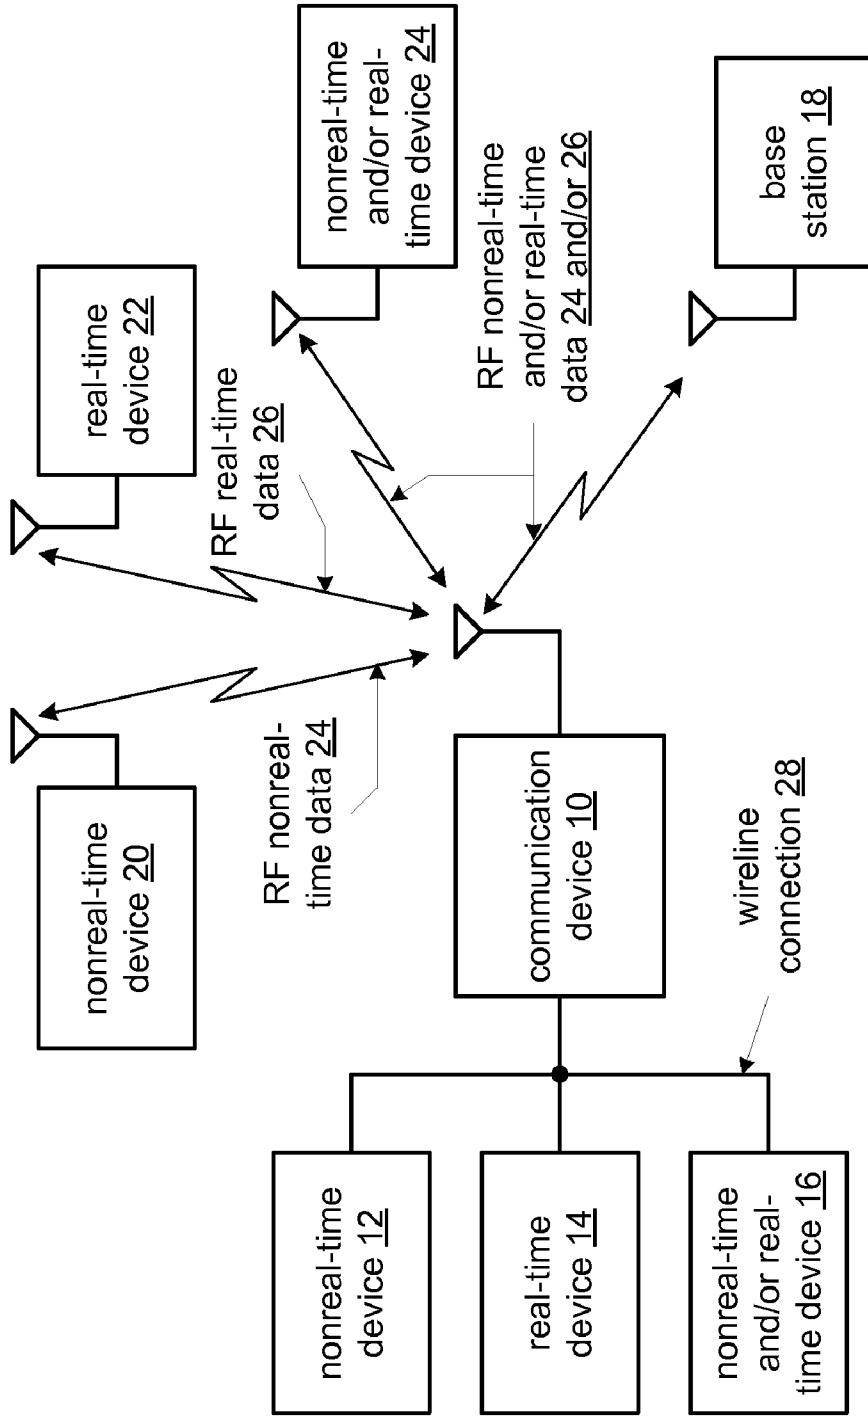 nonreal-time
device 20
real-time
device 22
RF nonreal-
time data 24
RF real-time
data 26
nonreal-time
and/or real-
time device 24
RF nonreal-time
and/or real-time
data 24 and/or 26
nonreal-time
device 12
real-time
device 14
nonreal-time
and/or real-
time device 16
communication
device 10
wireline
connection 28
base
station 18